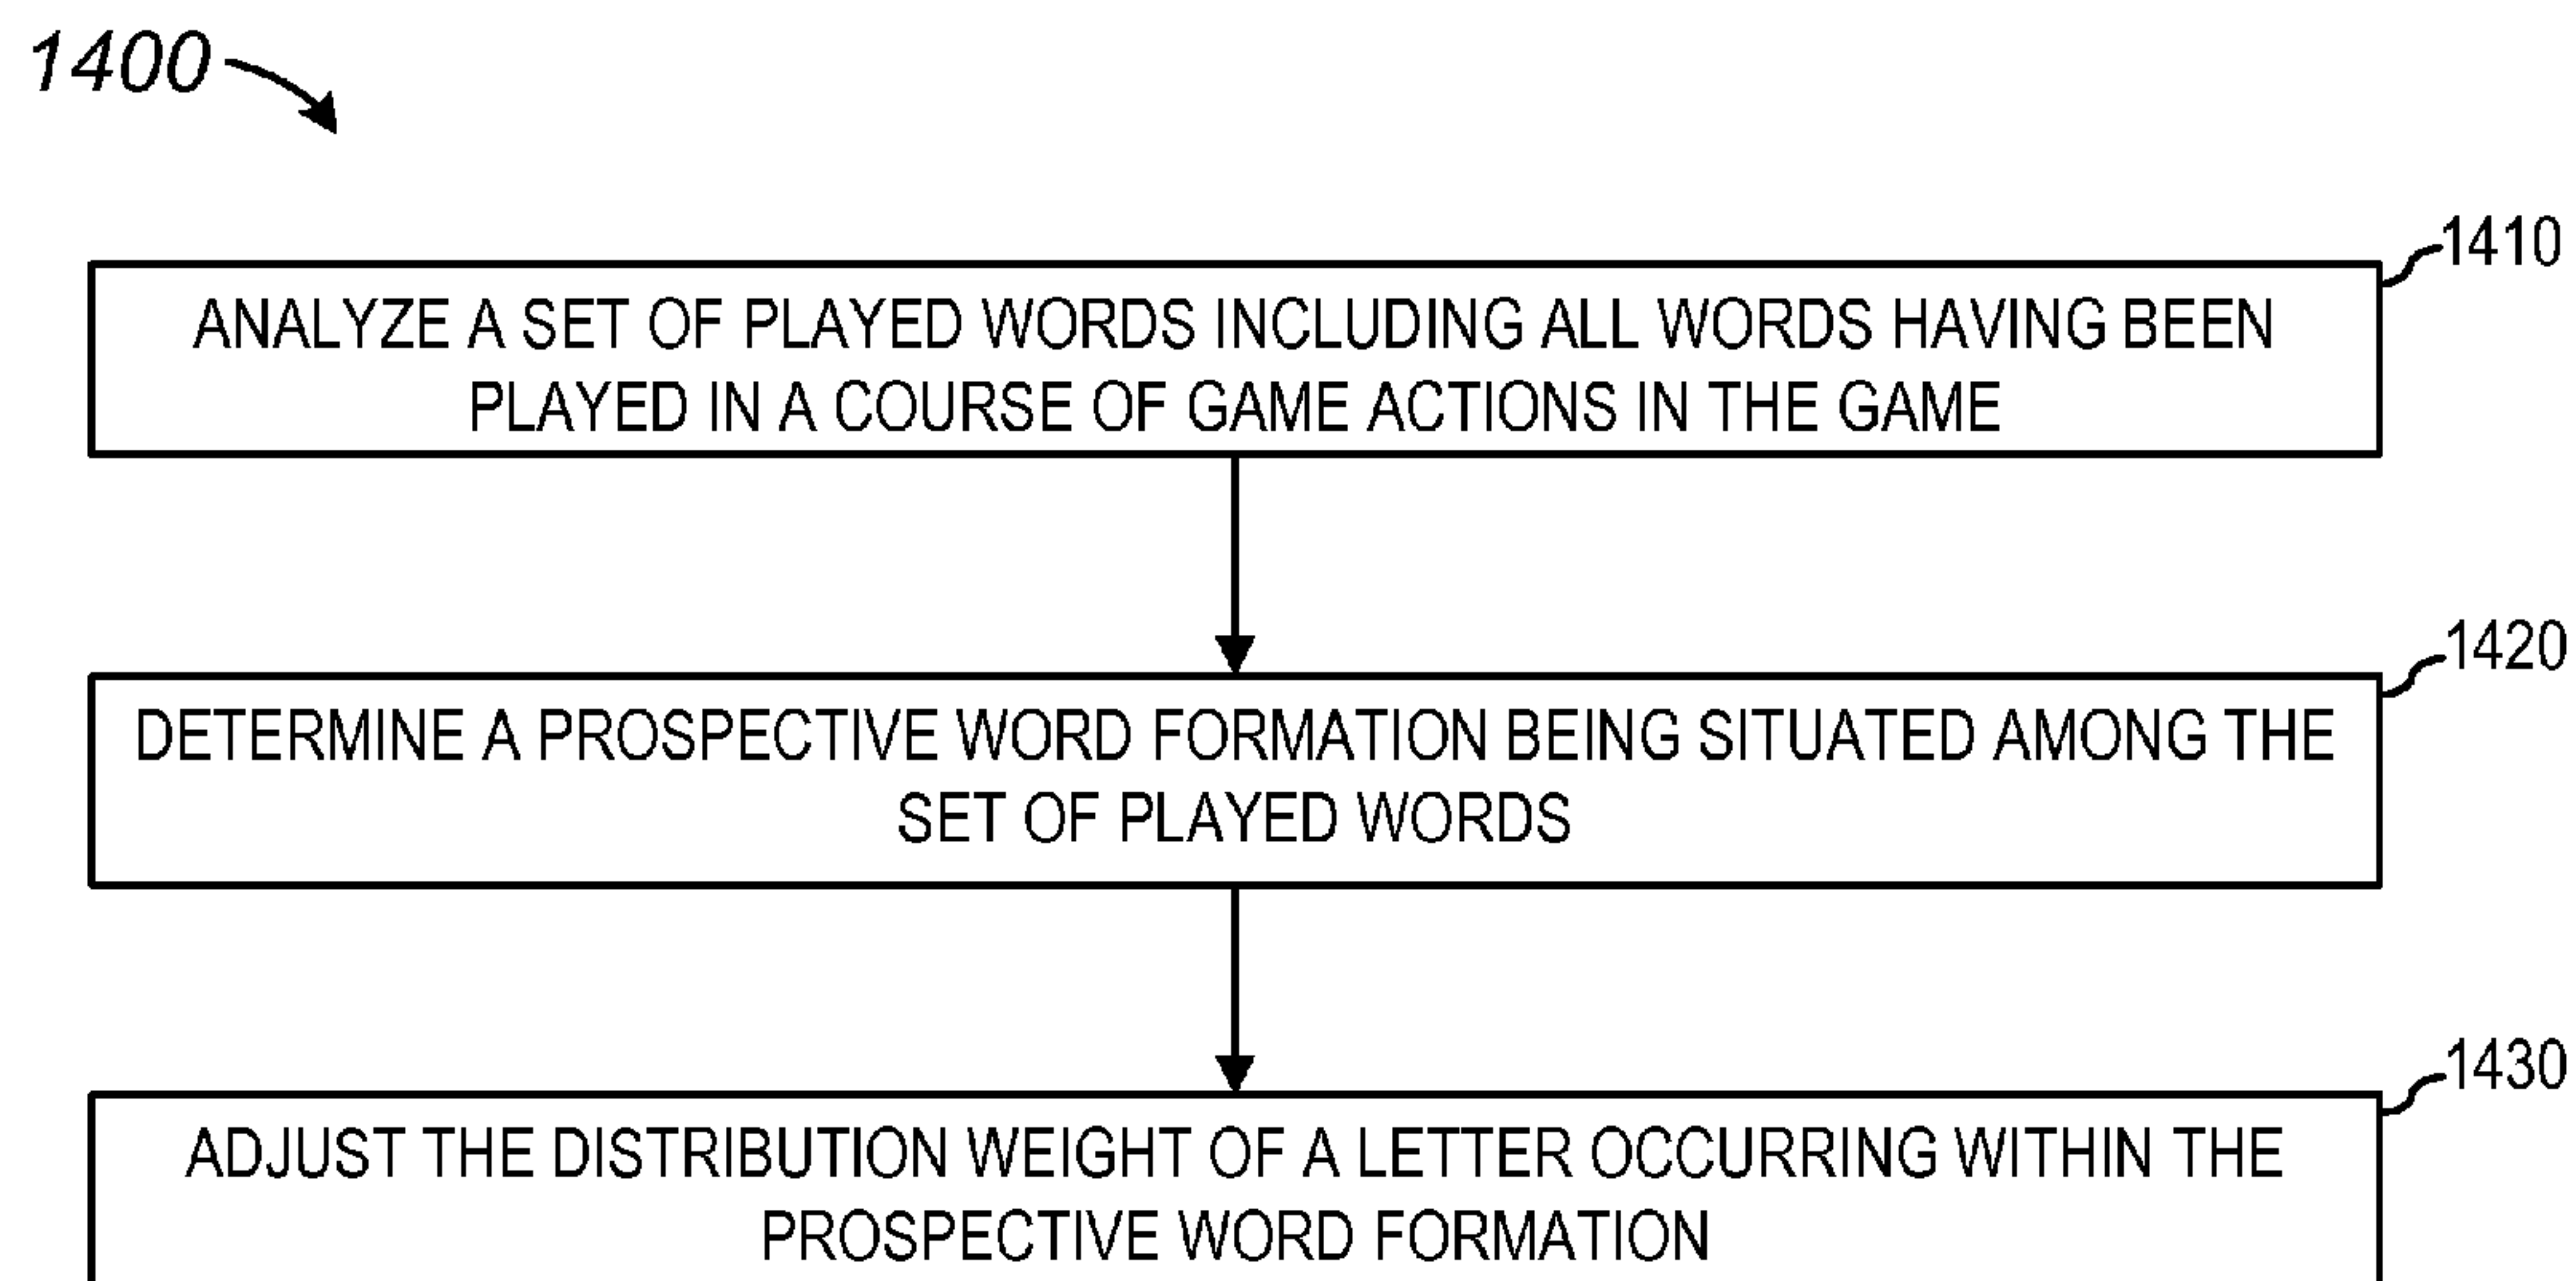 1400
1410
ANALYZE A SET OF PLAYED WORDS INCLUDING ALL WORDS HAVING BEEN
PLAYED IN A COURSE OF GAME ACTIONS IN THE GAME
1420
DETERMINE A PROSPECTIVE WORD FORMATION BEING SITUATED AMONG THE
SET OF PLAYED WORDS
1430
ADJUST THE DISTRIBUTION WEIGHT OF A LETTER OCCURRING WITHIN THE
PROSPECTIVE WORD FORMATION